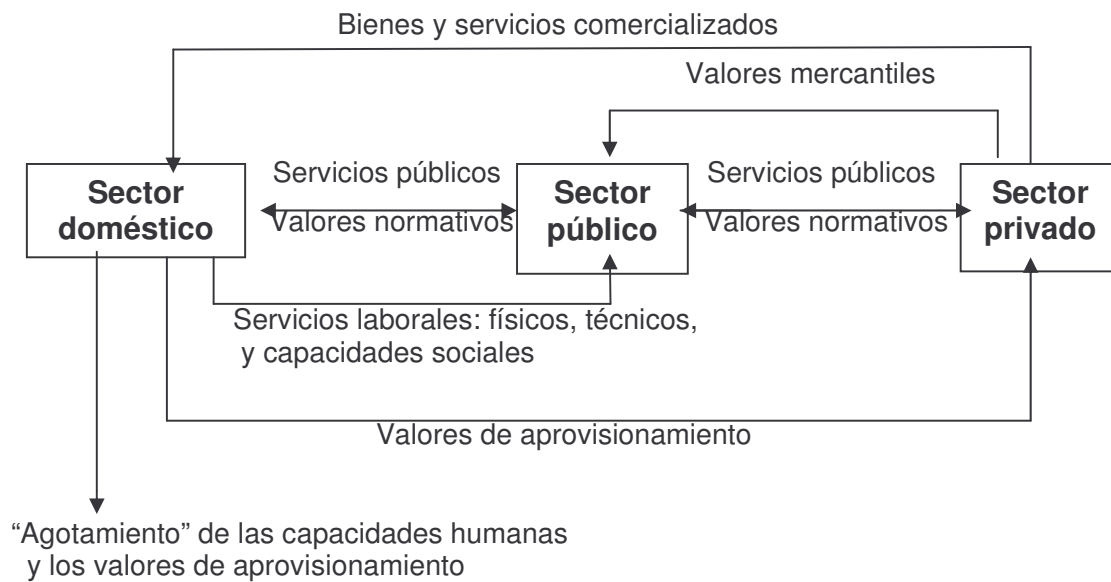 Bienes y servicios comercializados
Valores mercantiles
Servicios públicos
Servicios públicos
Sector
doméstico
Sector
público
Sector
privado
Valores normativos
Valores normativos
Servicios laborales: físicos, técnicos,
y capacidades sociales
Valores de aprovisionamiento
“Agotamiento” de las capacidades humanas
y los valores de aprovisionamiento